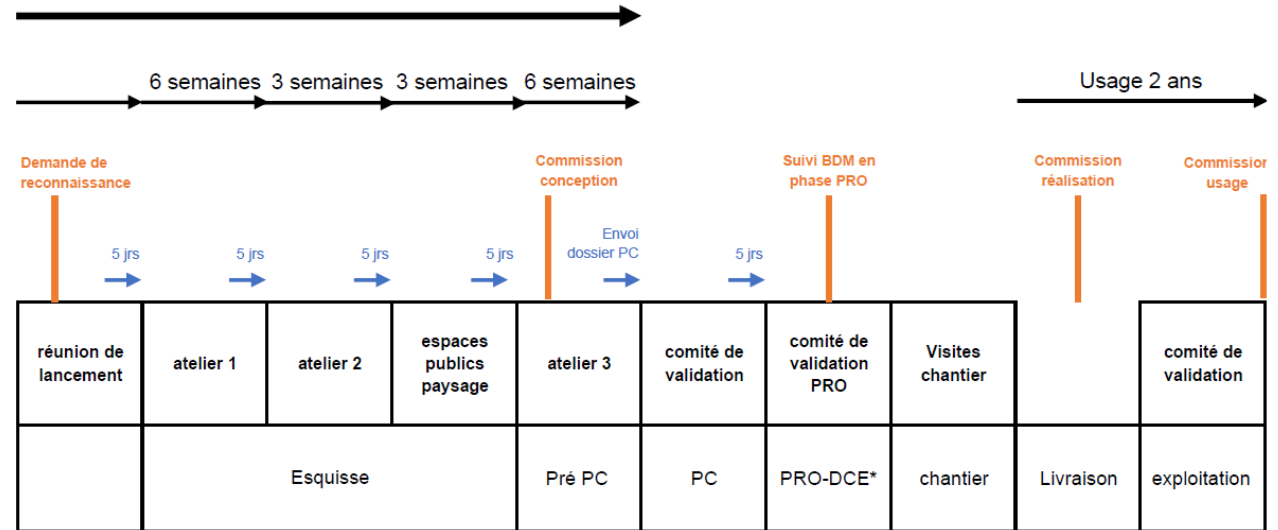 6 semaines 3 semaines 3 semaines 6 semaines
Usage 2 ans
Demande de
reconnaissance
Commission
conception
Suivi BDM en
phase PRO
Commission
réalisation
Commission
usage
5 jrs
5 jrs
5 jrs
5 jrs
Envoi
dossier PC
5 jrs
réunion de
lancement
atelier 1
atelier 2
espaces
publics
paysage
atelier 3
comité de
validation
comité de
validation
PRO
Visites
chantier
comité de
validation
Esquisse
Pré PC
PC
PRO-DCE*
chantier
Livraison
exploitation